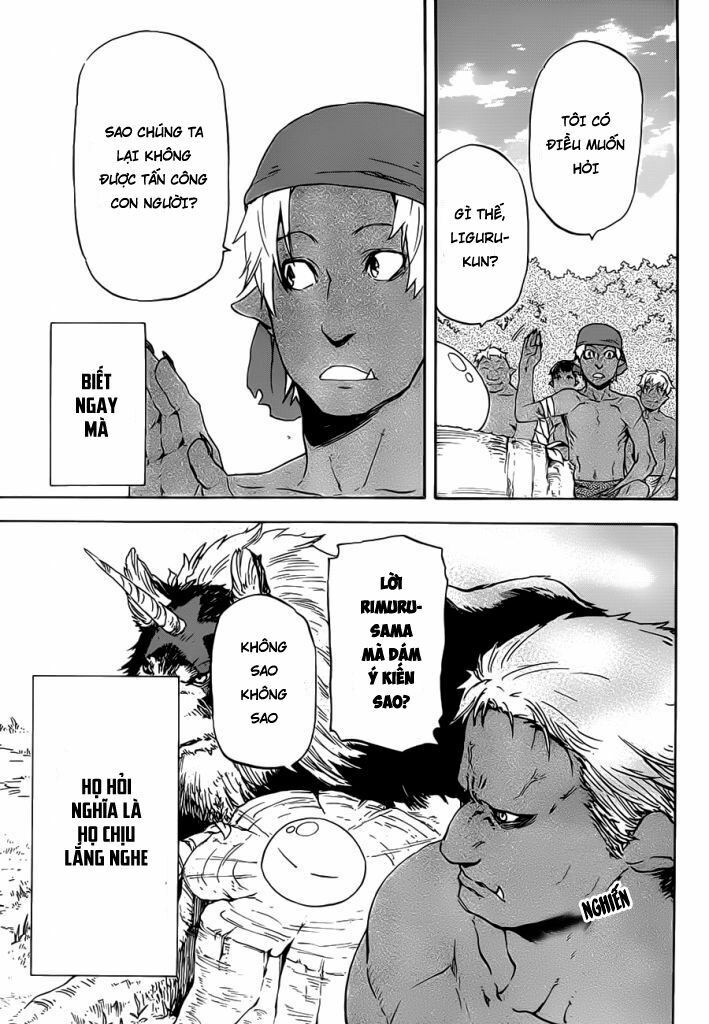 TÔI CÓ
ĐIỀU MUỐN
HỎI
GÌ THẾ,
LIGURU-
KUN?
SAO CHÚNG TA
LẠI KHÔNG
ĐƯỢC TẤN CÔNG
CON NGƯỜI?
BIẾT
NGAY
MÀ
LỜI
RIMURU-
SAMA
MÀ DÁM
Ý KIẾN
SAO?
KHÔNG
SAO
KHÔNG
SAO
HỌ HỎI
NGHĨA LÀ
HỌ CHỊU
LẮNG NGHE
NGHIẾN